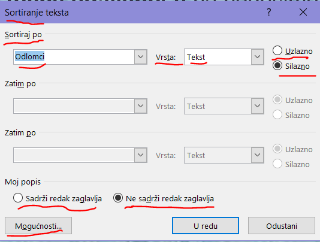 Sortiranje teksta
?
Sortiraj po
Odlomci Vrsta: Tekst Uzlazno
Silazno
Zatim po
Vrsta: Tekst Uzlazno
Silazno
Zatim po
Vrsta: Tekst Uzlazno
Silazno
Moj popis
Sadrži redak zaglavlja Ne sadrži redak zaglavlja
Mogućnosti... U redu Odustani